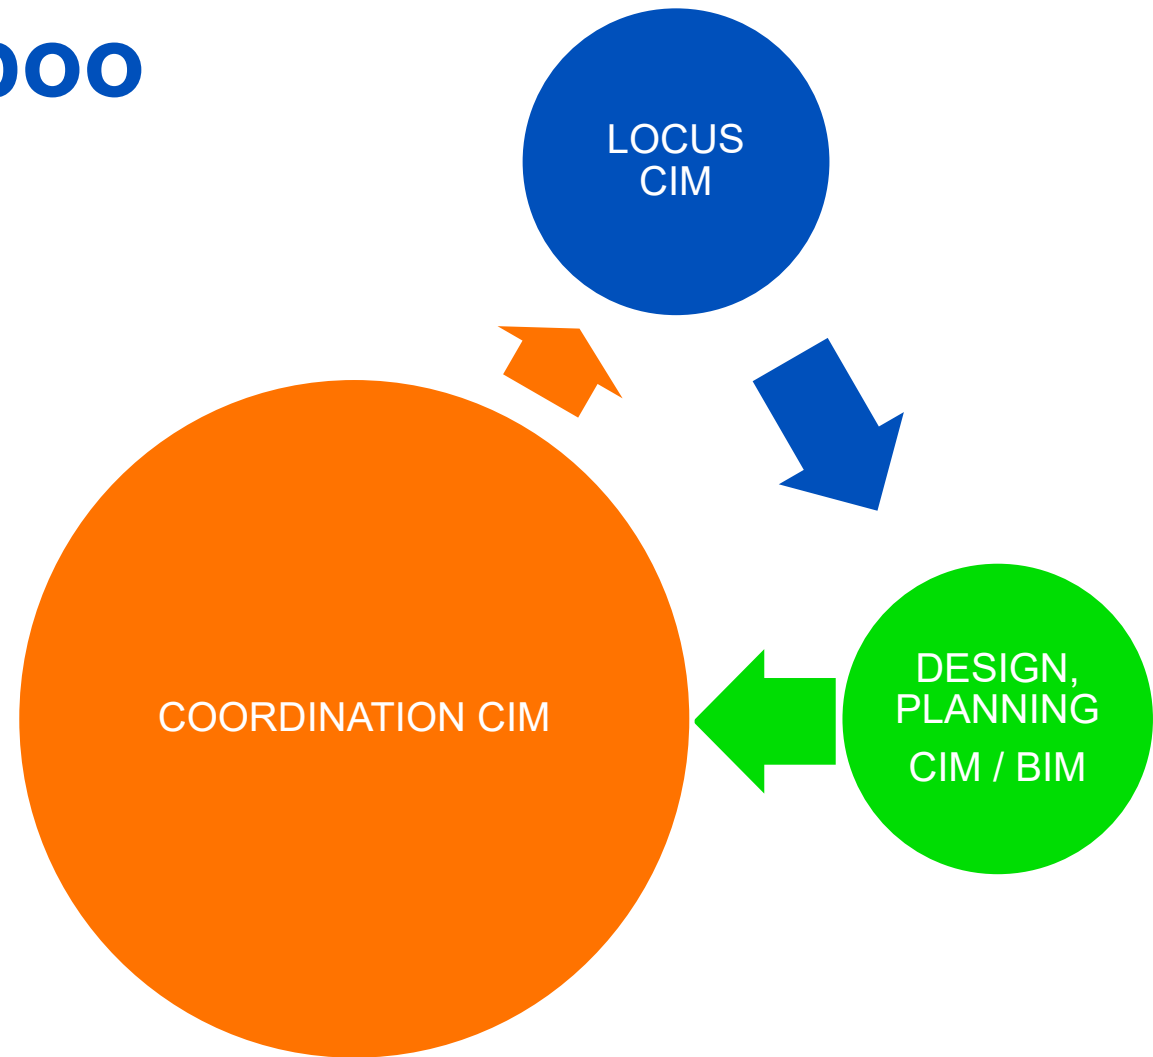 LOCUS
CIM
COORDINATION CIM
DESIGN,
PLANNING
CIM / BIM